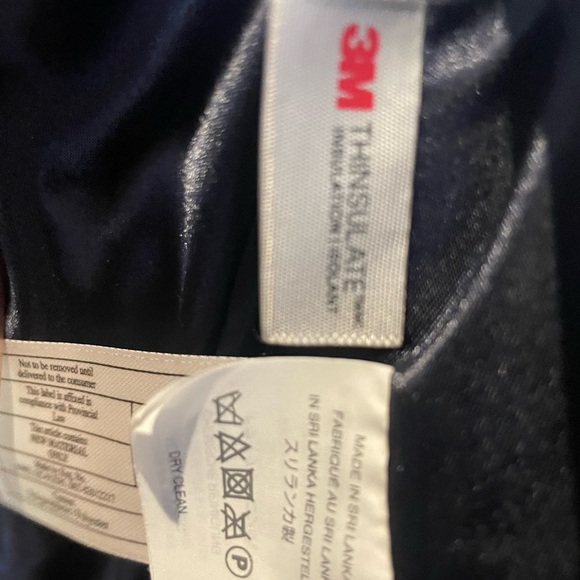 3M
THINSULATE
INSULATION | ISOLANT
Not to be removed until
delivered to the consumer
This label is affixed in
compliance with Provincial
Law
This article contains
NEW MATERIAL
ONLY
MADE IN SRI LANKA
FABRIQUÉ AU SRI LANKA
IN SRI LANKA HERGESTELLT
スリランカ製
P
DRY CLEAN